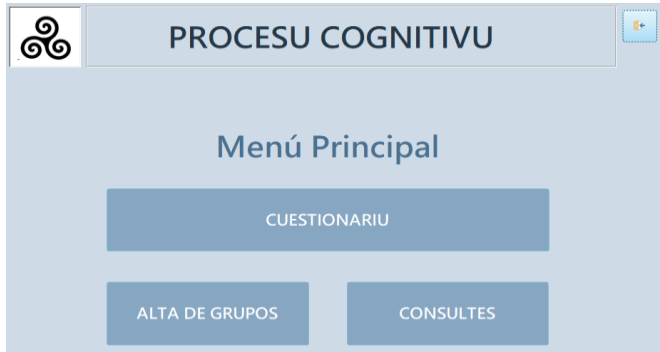 PROCESU COGNITIVU
Menú Principal
CUESTIONARIU
ALTA DE GRUPOS
CONSULTES